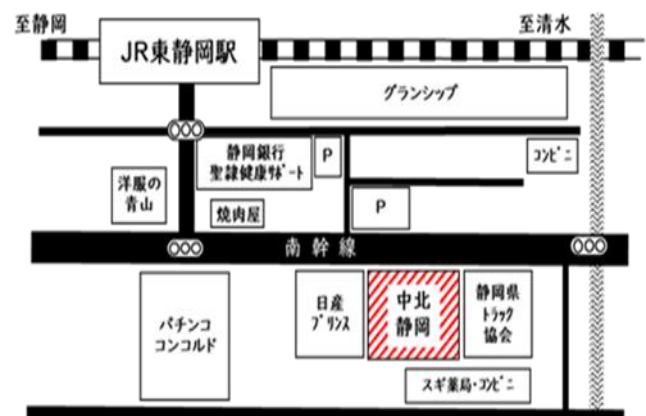 至静岡
至清水
JR東静岡駅
グランシップ
静岡銀行
聖隷健康サポート
P
コンビニ
洋服の
青山
焼肉屋
P
南幹線
パチンコ
コンコルド
日産
プリンス
中北
静岡
静岡県
トラック
協会
スギ薬局・コンビニ